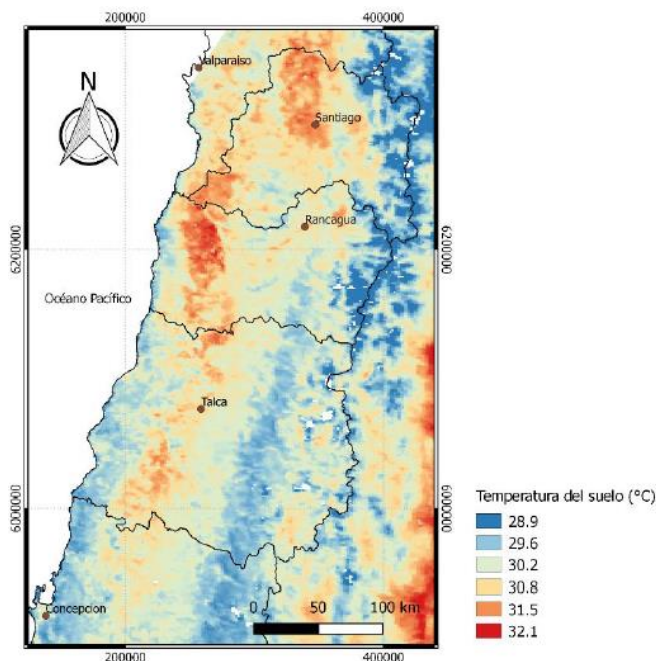 200000 400000
N
Valparaiso
Santiago
Rancagua
6200000 6200000
Océano Pacífico
Talca
6000000 6000000
Temperatura del suelo (°C)
28.9
29.6
30.2
30.8
31.5
32.1
Concepcion
0 50 100 km
200000 400000